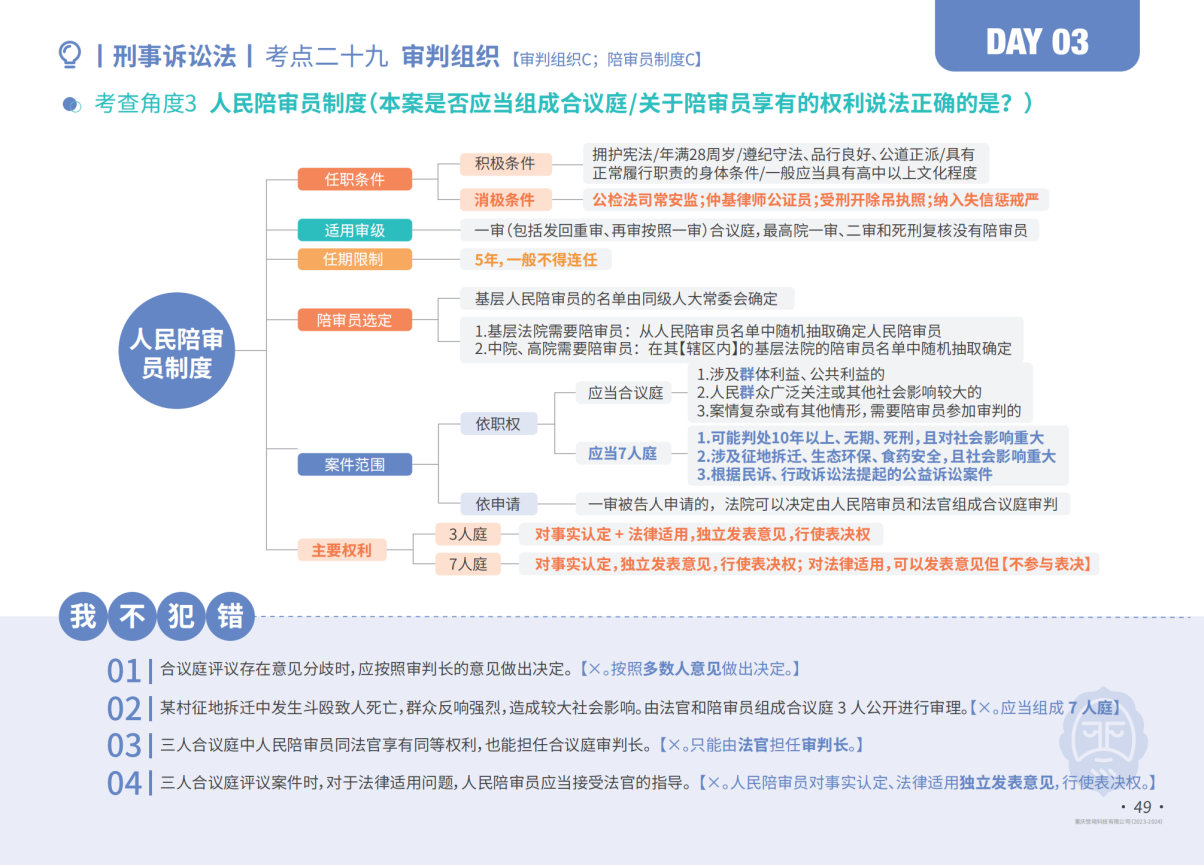 DAY 03
|刑事诉讼法| 考点二十九 审判组织【审判组织C；陪审员制度C】
考查角度3 人民陪审员制度（本案是否应当组成合议庭/关于陪审员享有的权利说法正确的是？）
人民陪审
员制度
任职条件
积极条件
拥护宪法/年满28周岁/遵纪守法、品行良好、公道正派/具有
正常履行职责的身体条件/一般应当具有高中以上文化程度
消极条件
公检法司常安监；仲基律师公证员；受刑开除吊执照；纳入失信惩戒严
适用审级
一审（包括发回重审、再审按照一审）合议庭，最高院一审、二审和死刑复核没有陪审员
任期限制
5年，一般不得连任
陪审员选定
基层人民陪审员的名单由同级人大常委会确定
1.基层法院需要陪审员：从人民陪审员名单中随机抽取确定人民陪审员
2.中院、高院需要陪审员：在其【辖区内】的基层法院的陪审员名单中随机抽取确定
案件范围
依职权
应当合议庭
1.涉及群体利益、公共利益的
2.人民群众广泛关注或其他社会影响较大的
3.案情复杂或有其他情形，需要陪审员参加审判的
应当7人庭
1.可能判处10年以上、无期、死刑，且对社会影响重大
2.涉及征地拆迁、生态环保、食药安全，且社会影响重大
3.根据民诉、行政诉讼法提起的公益诉讼案件
依申请
一审被告人申请的，法院可以决定由人民陪审员和法官组成合议庭审判
主要权利
3人庭
对事实认定 + 法律适用，独立发表意见，行使表决权
7人庭
对事实认定，独立发表意见，行使表决权；对法律适用，可以发表意见但【不参与表决】
我不犯错
01| 合议庭评议存在意见分歧时，应按照审判长的意见做出决定。【×。按照多数人意见做出决定。】
02| 某村征地拆迁中发生斗殴致人死亡，群众反响强烈，造成较大社会影响。由法官和陪审员组成合议庭 3 人公开进行审理。【×。应当组成 7 人庭】
03| 三人合议庭中人民陪审员同法官享有同等权利，也能担任合议庭审判长。【×。只能由法官担任审判长。】
04| 三人合议庭评议案件时，对于法律适用问题，人民陪审员应当接受法官的指导。【×。人民陪审员对事实认定、法律适用独立发表意见，行使表决权。】
· 49 ·